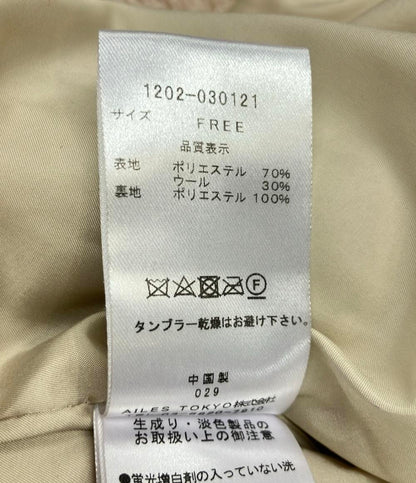 1202-030121
サイズ FREE
品質表示
表地 ポリエステル 70%
ウール 30%
裏地 ポリエステル 100%
Ⓕ
タンブラー乾燥はお避け下さい。
中国製
029
AILES TOKYO株式会社
生成り・淡色製品の
お取扱い上の御注意
●蛍光増白剤の入っていない洗